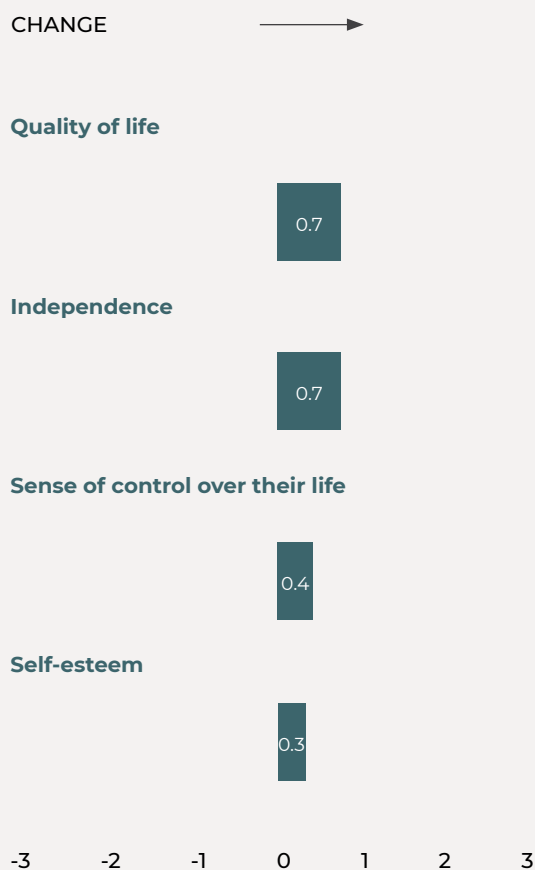 CHANGE
Quality of life
0.7
Independence
0.7
Sense of control over their life
0.4
Self-esteem
0.3
-3 -2 -1 0 1 2 3